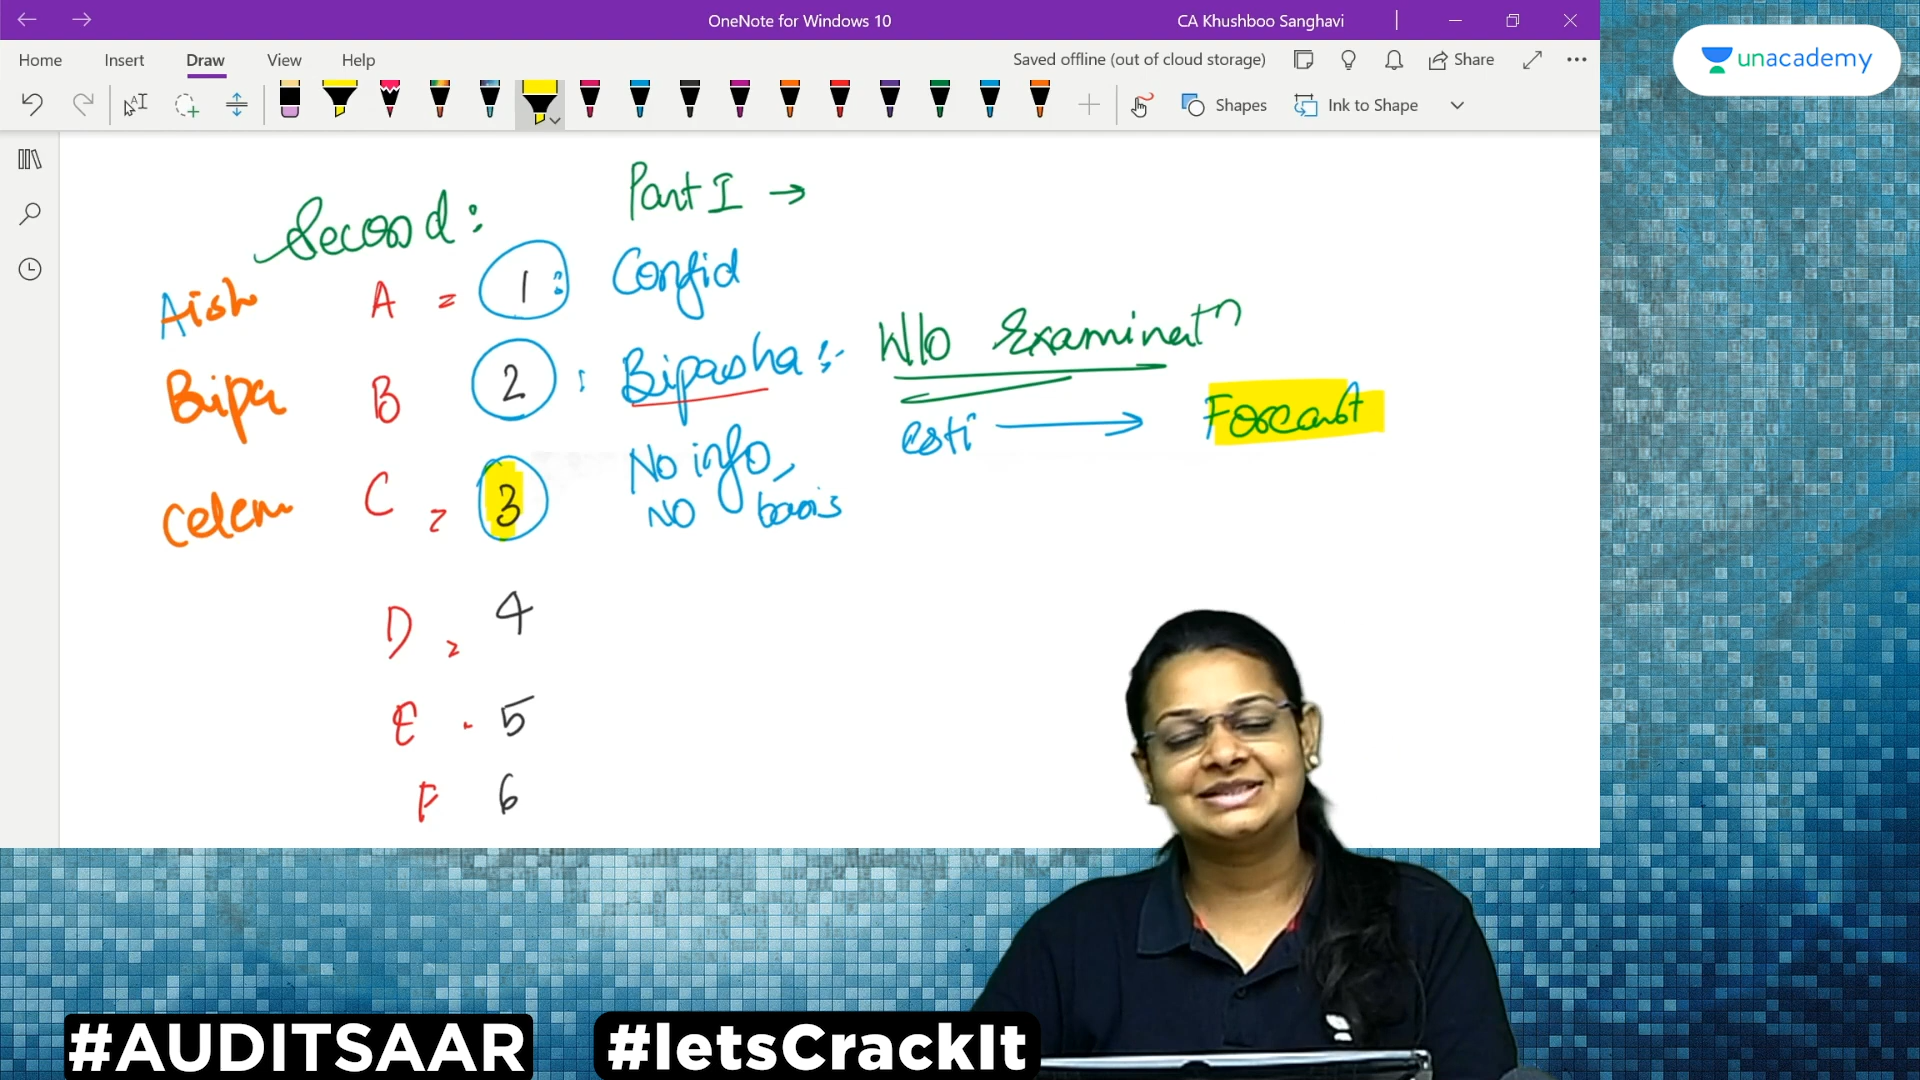 OneNote for Windows 10
CA Khushboo Sanghavi
Home Insert Draw View Help
Saved offline (out of cloud storage)
Share
Shapes
Ink to Shape
unacademy
Second:
Part I →
Aish A = 1: Confid
Bipa B 2 : Bipasha :- W/o Examinatn
esti → Forcast
Celem C = 3 No info,
NO basis
D = 4
E . 5
F 6
#AUDITSAAR #letsCrackIt